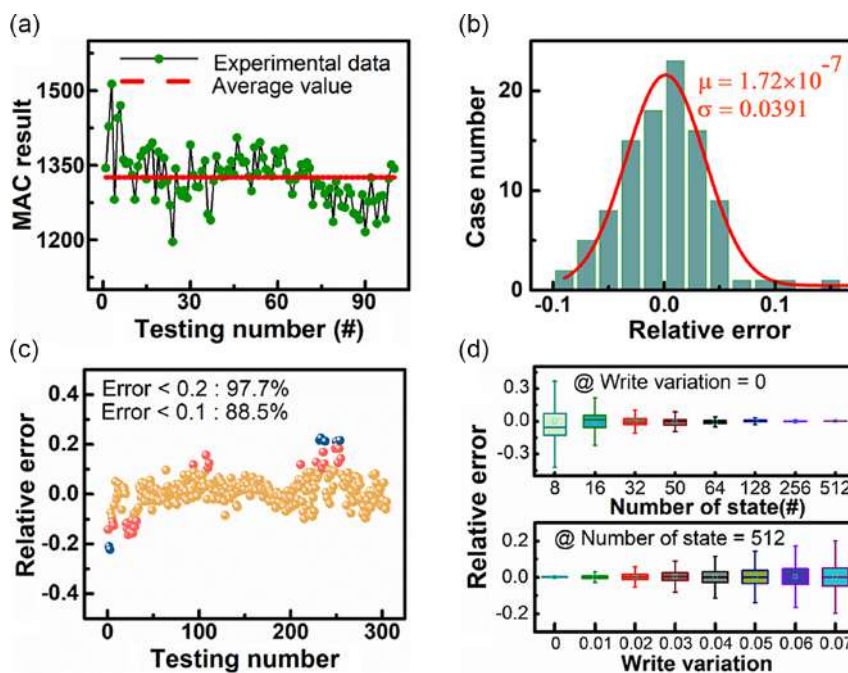 (a)
Experimental data
Average value
MAC result
1500
1350
1200
0 30 60 90
Testing number (#)
(b)
μ = 1.72×10⁻⁷
σ = 0.0391
Case number
20
10
0
-0.1 0.0 0.1
Relative error
(c)
Error < 0.2 : 97.7%
Error < 0.1 : 88.5%
Relative error
0.4
0.2
0.0
-0.2
-0.4
0 100 200 300
Testing number
(d)
@ Write variation = 0
Relative error
0.3
0.0
-0.3
8 16 32 50 64 128 256 512
Number of state(#)
@ Number of state = 512
0.2
0.0
-0.2
0 0.01 0.02 0.03 0.04 0.05 0.06 0.07
Write variation